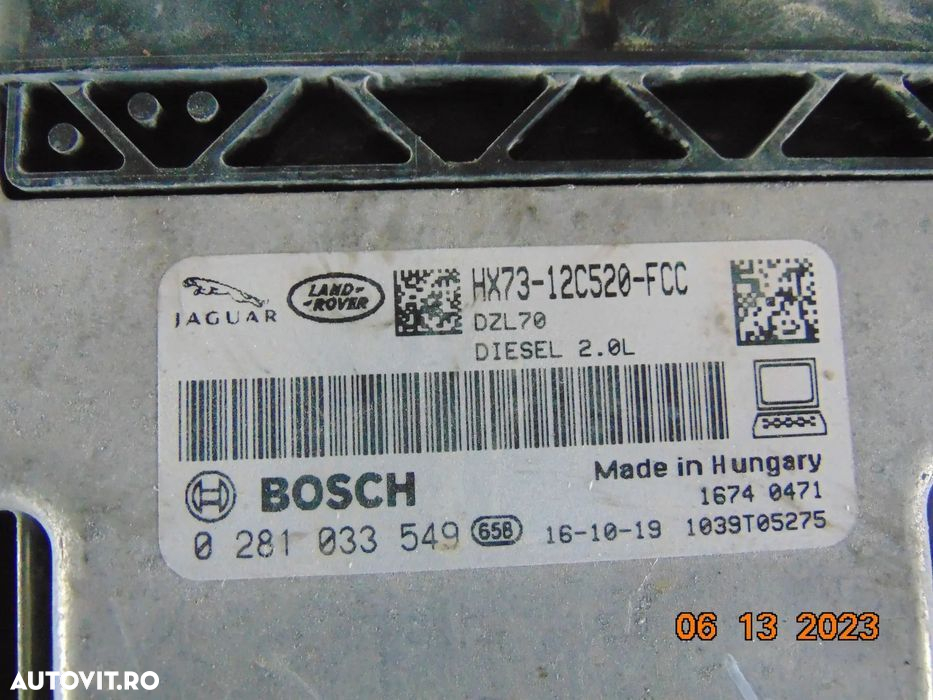 JAGUAR
LAND-
-ROVER
HX73-12C520-FCC
DZL70
DIESEL 2.0L
BOSCH
Made in Hungary
1674 0471
0 281 033 549 65B 16-10-19 1039T05275
06 13 2023
AUTOVIT.RO